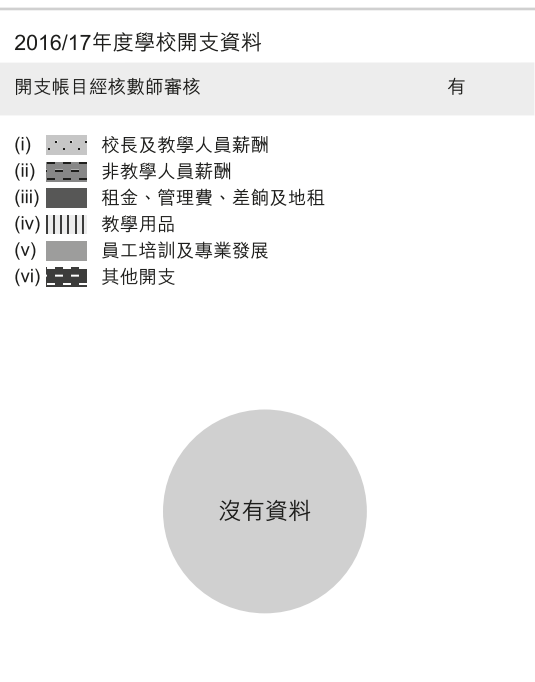 2016/17年度學校開支資料
開支帳目經核數師審核 有
(i) 校長及教學人員薪酬
(ii) 非教學人員薪酬
(iii) 租金、管理費、差餉及地租
(iv) 教學用品
(v) 員工培訓及專業發展
(vi) 其他開支
沒有資料